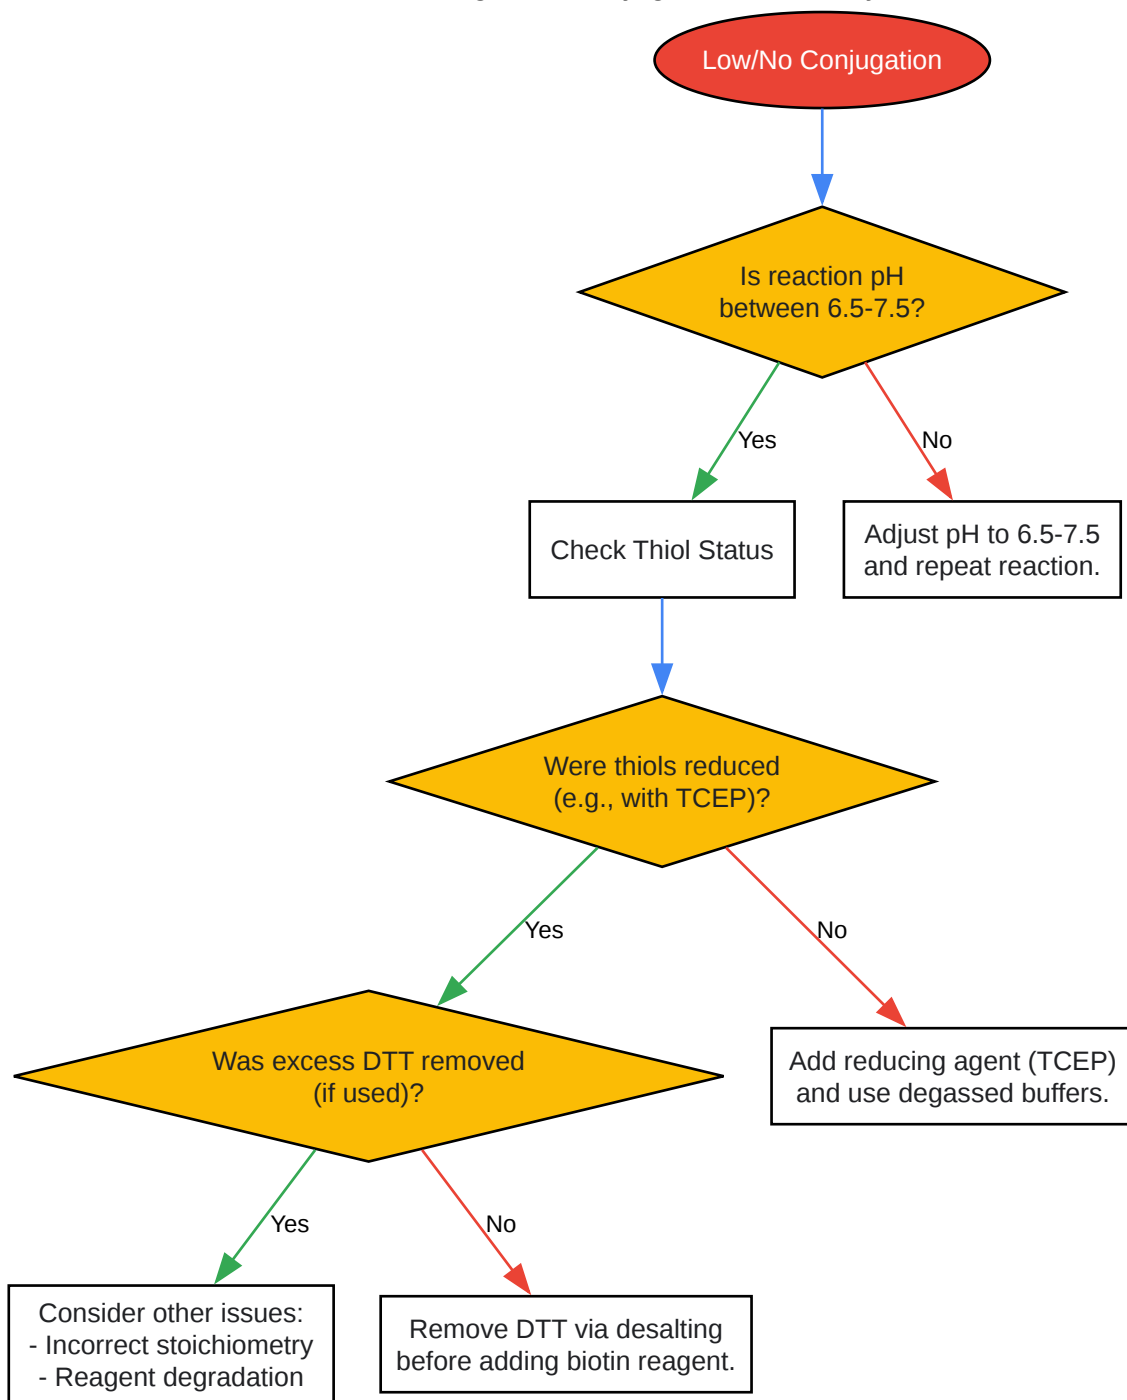 Low/No Conjugation
Is reaction pH
between 6.5-7.5?
Yes
No
Check Thiol Status
Adjust pH to 6.5-7.5
and repeat reaction.
Were thiols reduced
(e.g., with TCEP)?
Yes
No
Was excess DTT removed
(if used)?
Add reducing agent (TCEP)
and use degassed buffers.
Yes
No
Consider other issues:
- Incorrect stoichiometry
- Reagent degradation
Remove DTT via desalting
before adding biotin reagent.